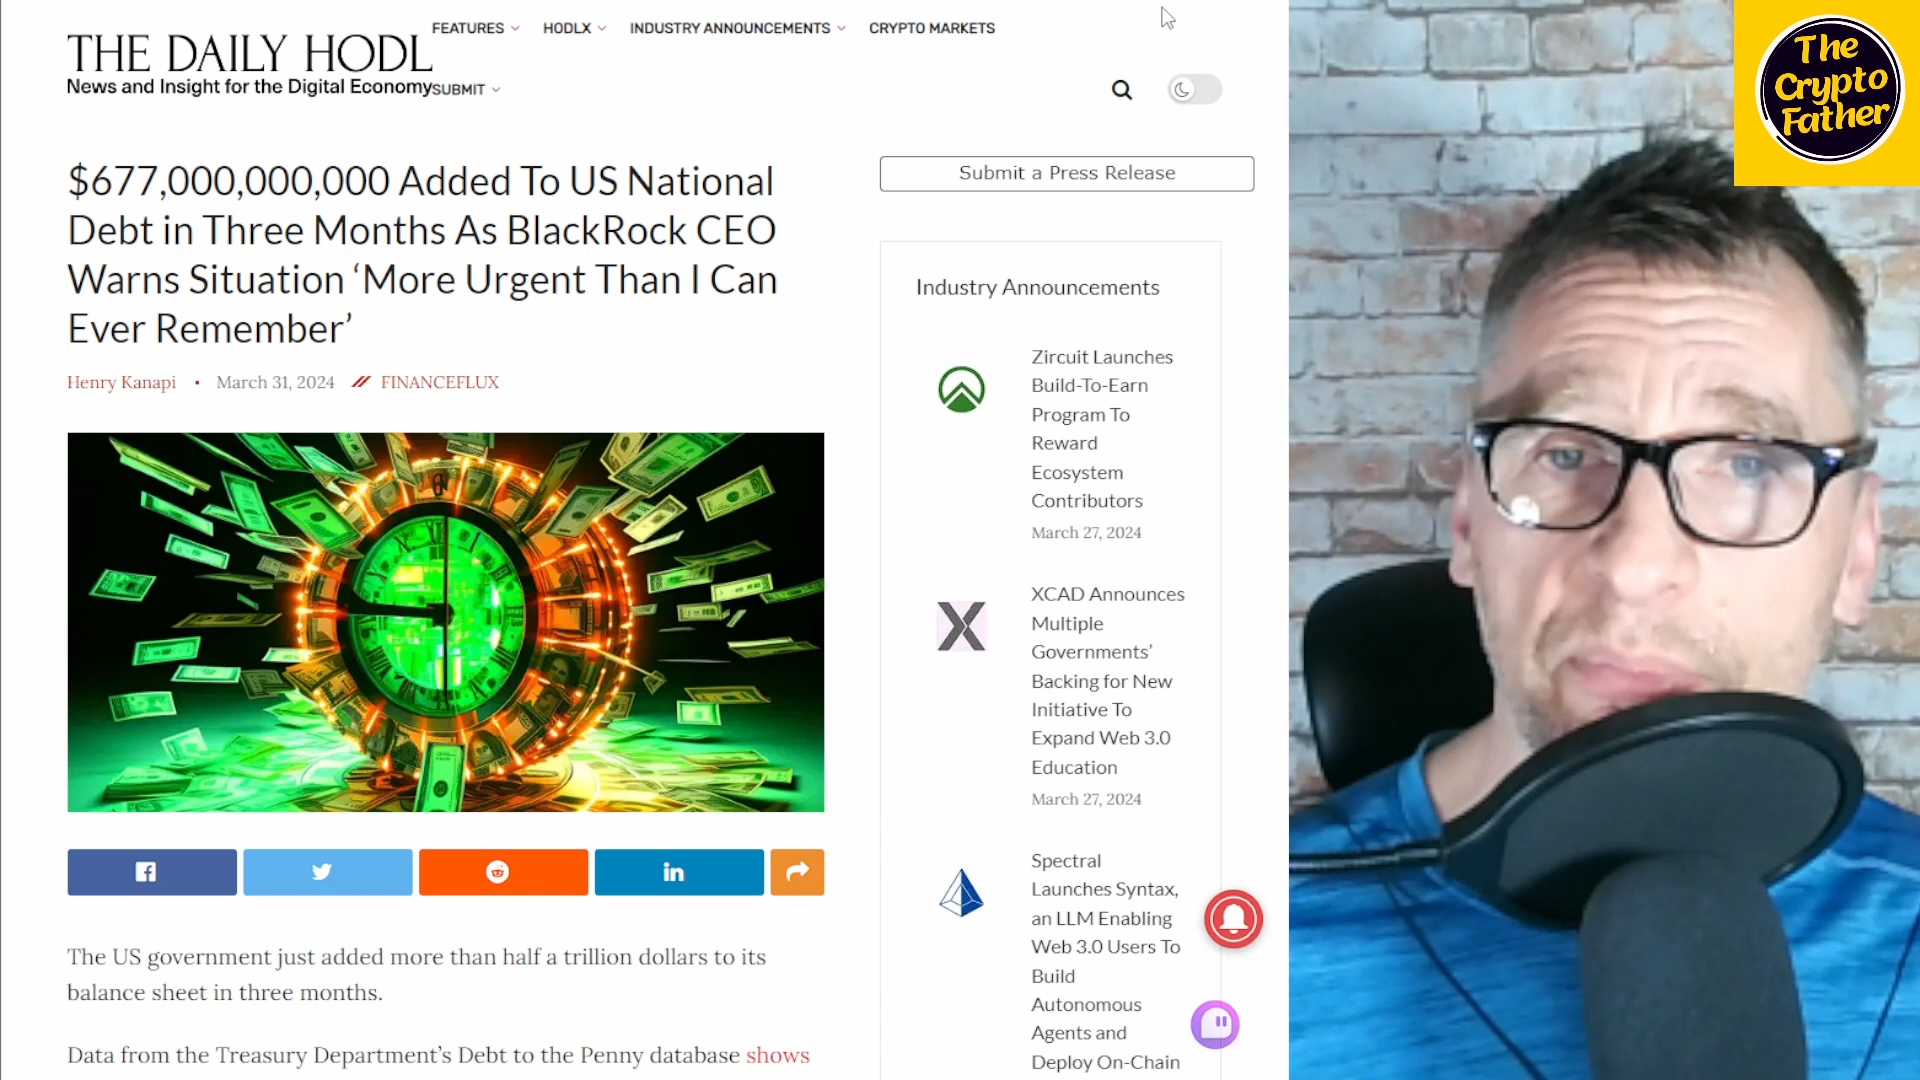 THE DAILY HODL
News and Insight for the Digital Economy
FEATURES
HODLX
INDUSTRY ANNOUNCEMENTS
CRYPTO MARKETS
SUBMIT
$677,000,000,000 Added To US National
Debt in Three Months As BlackRock CEO
Warns Situation ‘More Urgent Than I Can
Ever Remember’
Henry Kanapi • March 31, 2024 FINANCEFLUX
The US government just added more than half a trillion dollars to its
balance sheet in three months.
Data from the Treasury Department’s Debt to the Penny database shows
Submit a Press Release
Industry Announcements
Zircuit Launches
Build-To-Earn
Program To
Reward
Ecosystem
Contributors
March 27, 2024
XCAD Announces
Multiple
Governments’
Backing for New
Initiative To
Expand Web 3.0
Education
March 27, 2024
Spectral
Launches Syntax,
an LLM Enabling
Web 3.0 Users To
Build
Autonomous
Agents and
Deploy On-Chain
The
Crypto
Father